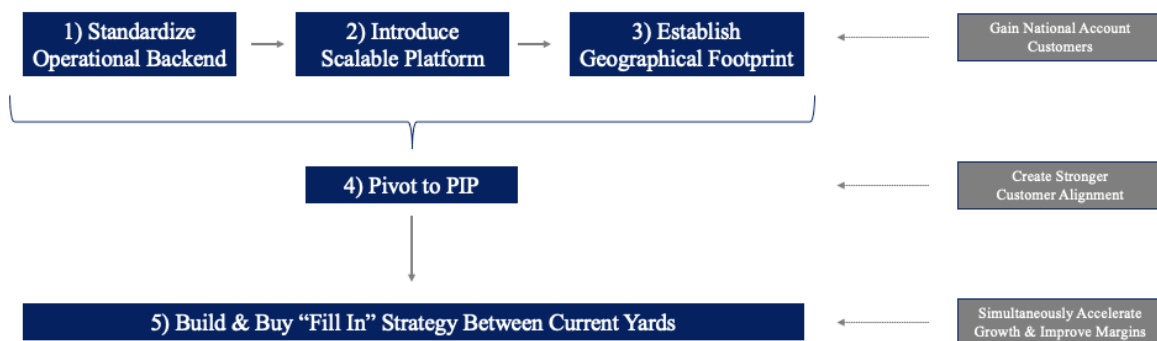 1) Standardize
Operational Backend
2) Introduce
Scalable Platform
3) Establish
Geographical Footprint
Gain National Account
Customers
4) Pivot to PIP
Create Stronger
Customer Alignment
5) Build & Buy “Fill In” Strategy Between Current Yards
Simultaneously Accelerate
Growth & Improve Margins